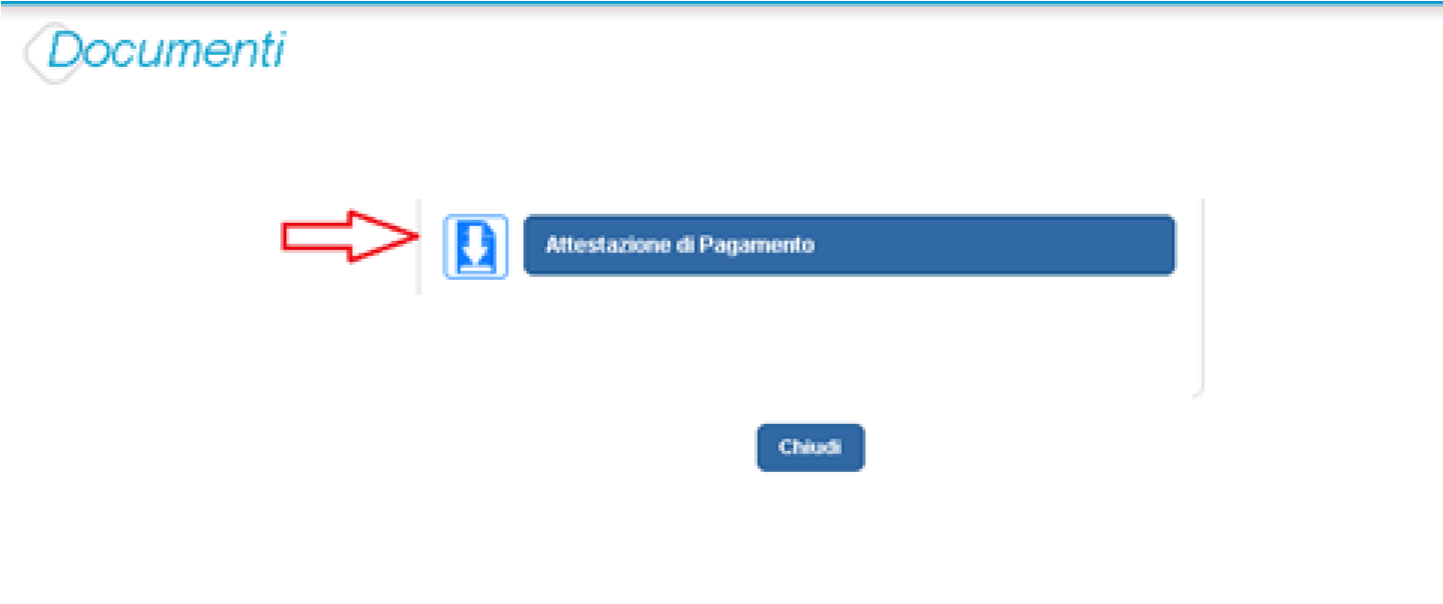 Documenti
Attestazione di Pagamento
Chiudi